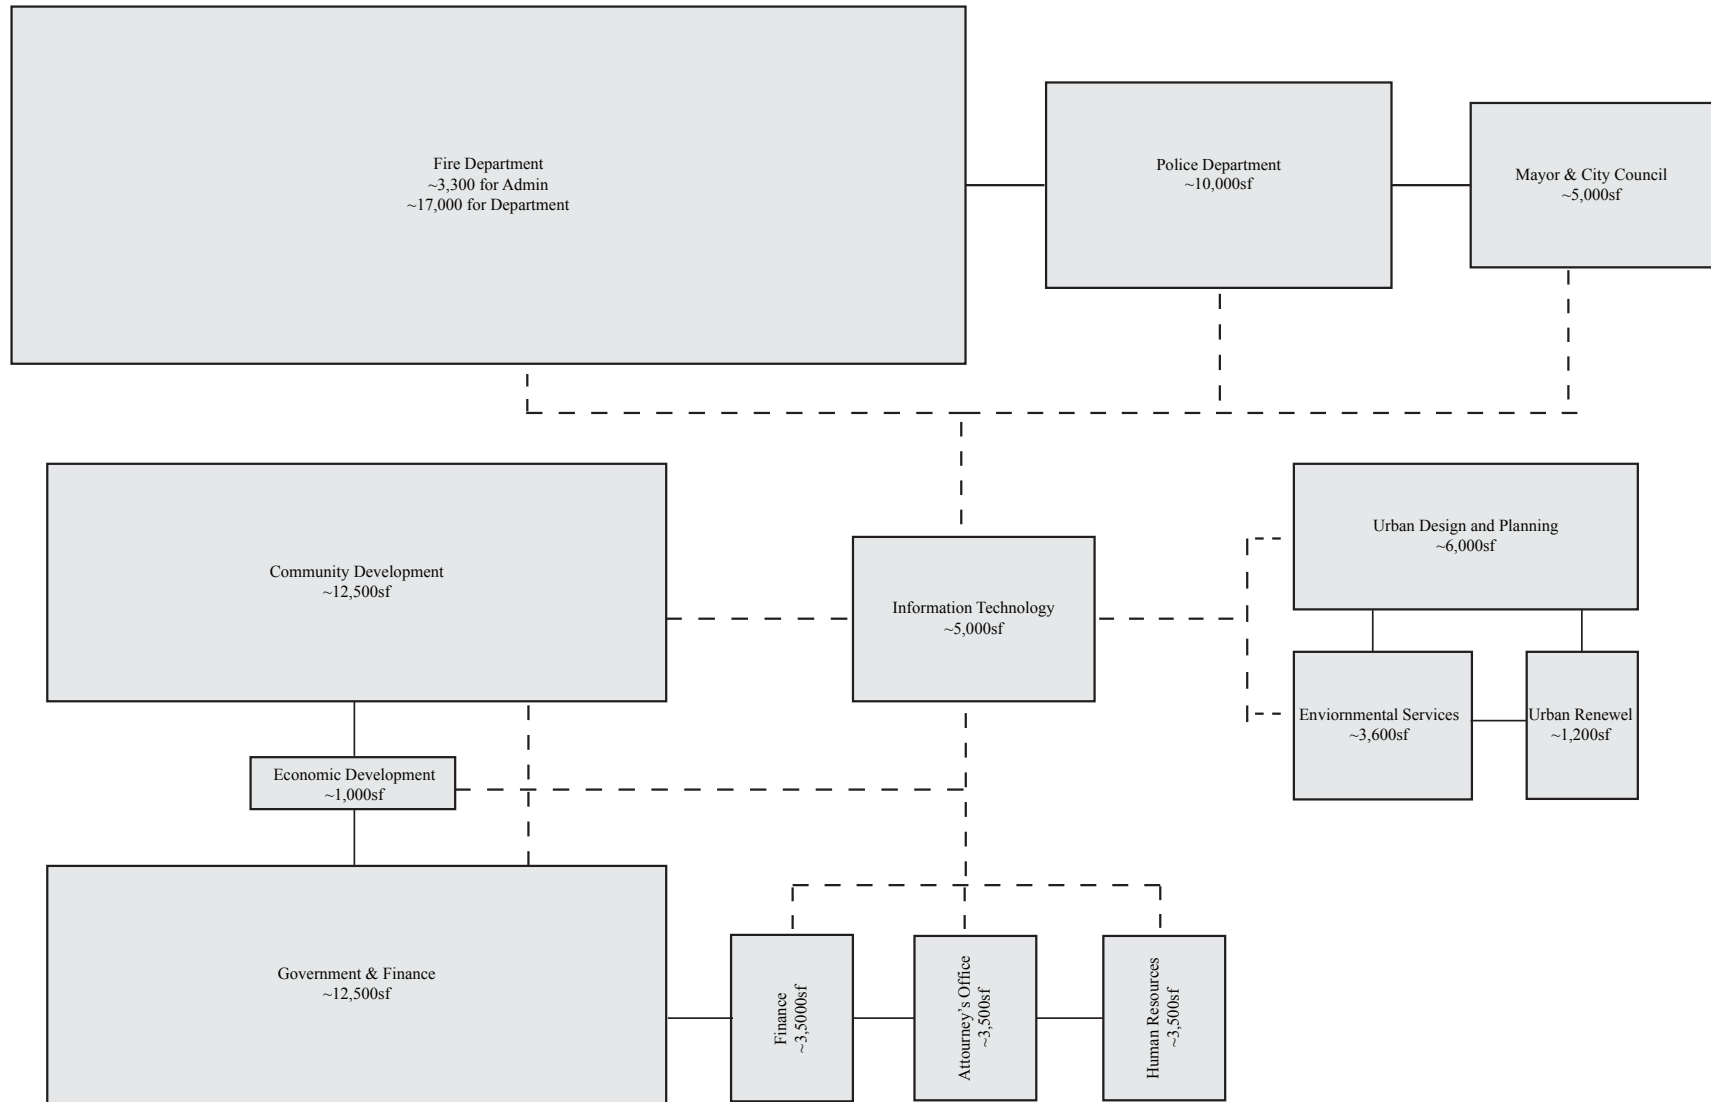 Fire Department
~3,300 for Admin
~17,000 for Department
Police Department
~10,000sf
Mayor & City Council
~5,000sf
Community Development
~12,500sf
Information Technology
~5,000sf
Urban Design and Planning
~6,000sf
Enviornmental Services
~3,600sf
Urban Renewel
~1,200sf
Economic Development
~1,000sf
Government & Finance
~12,500sf
Finance
~3,5000sf
Attourney’s Office
~3,500sf
Human Resources
~3,500sf